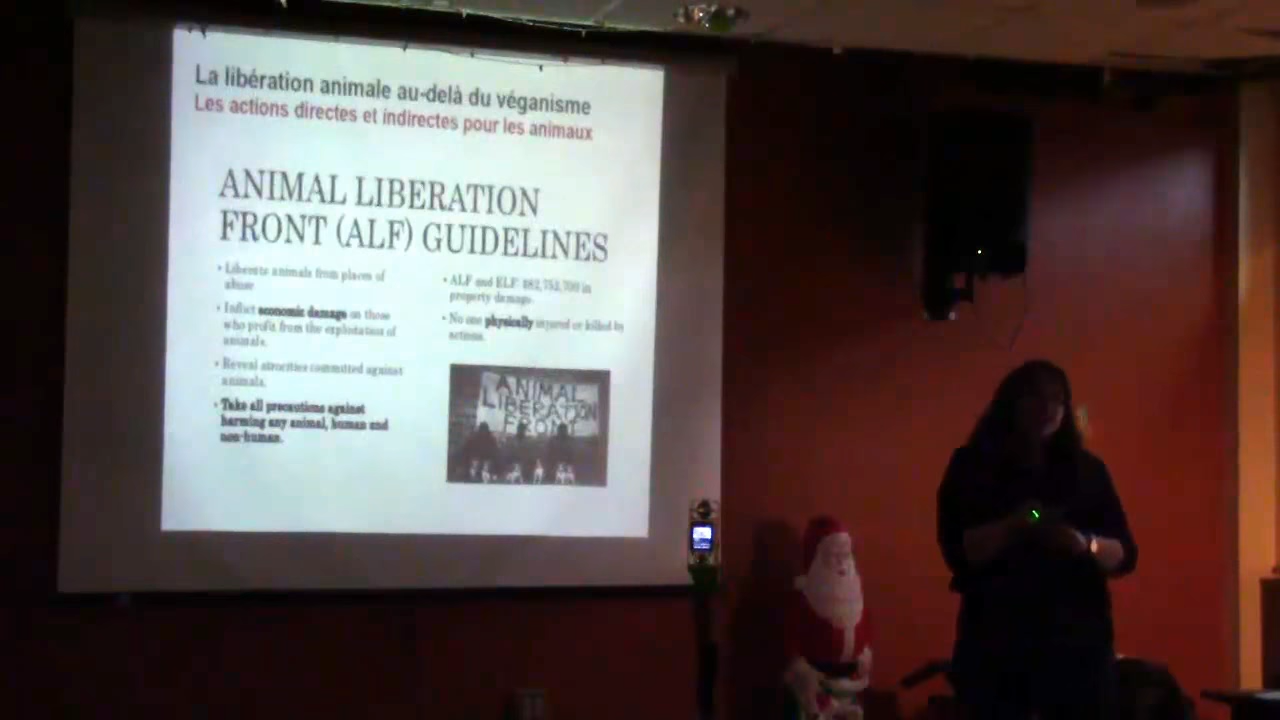 La libération animale au-delà du véganisme
Les actions directes et indirectes pour les animaux
ANIMAL LIBERATION
FRONT (ALF) GUIDELINES
• Liberate animals from places of
abuse
• Inflict economic damage on those
who profit from the exploitation of
animals.
• Reveal atrocities committed against
animals.
• Take all precautions against
harming any animal, human and
non-human.
• ALF and ELF in
property damage
• No one physically injured or killed by
actions.
ANIMAL
LIBERATION
FRONT